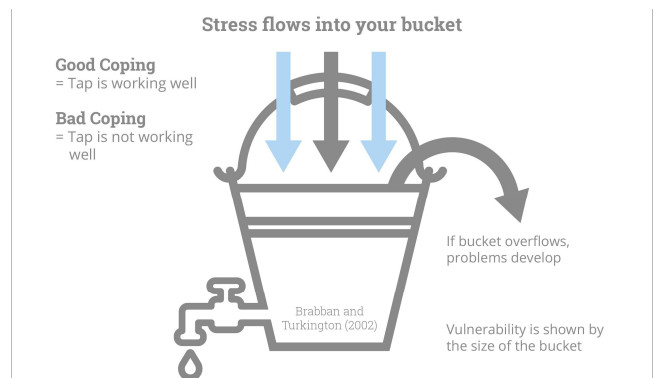 Stress flows into your bucket
Good Coping
= Tap is working well
Bad Coping
= Tap is not working
well
If bucket overflows,
problems develop
Brabban and
Turkington (2002)
Vulnerability is shown by
the size of the bucket